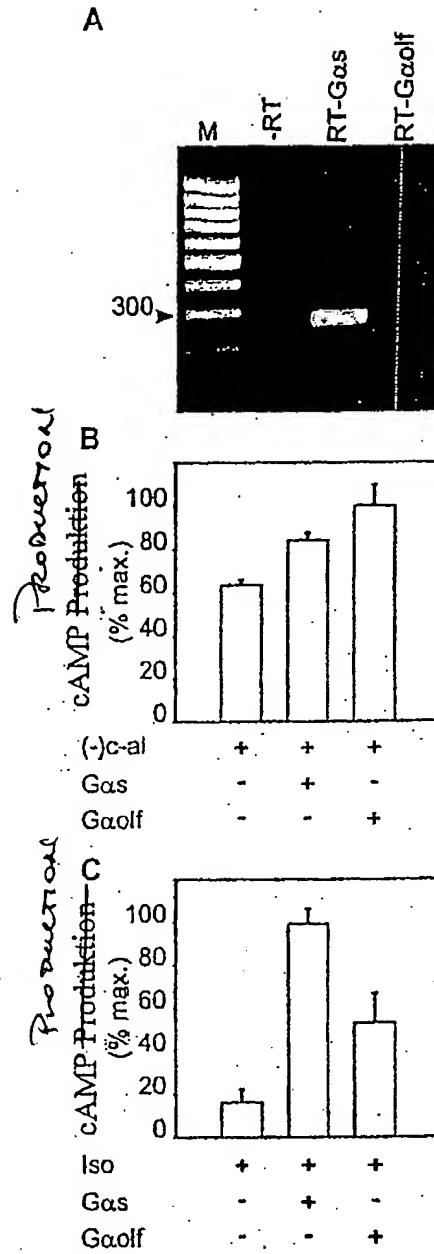 A
M -RT RT-Gαs RT-Gαolf
300
B
PRODUCTION
cAMP Produktion
(% max.)
100
80
60
40
20
0
(-)c-al + + +
Gαs - + -
Gαolf - - +
C
PRODUCTION
cAMP Produktion
(% max.)
100
80
60
40
20
0
Iso + + +
Gαs - + -
Gαolf - - +